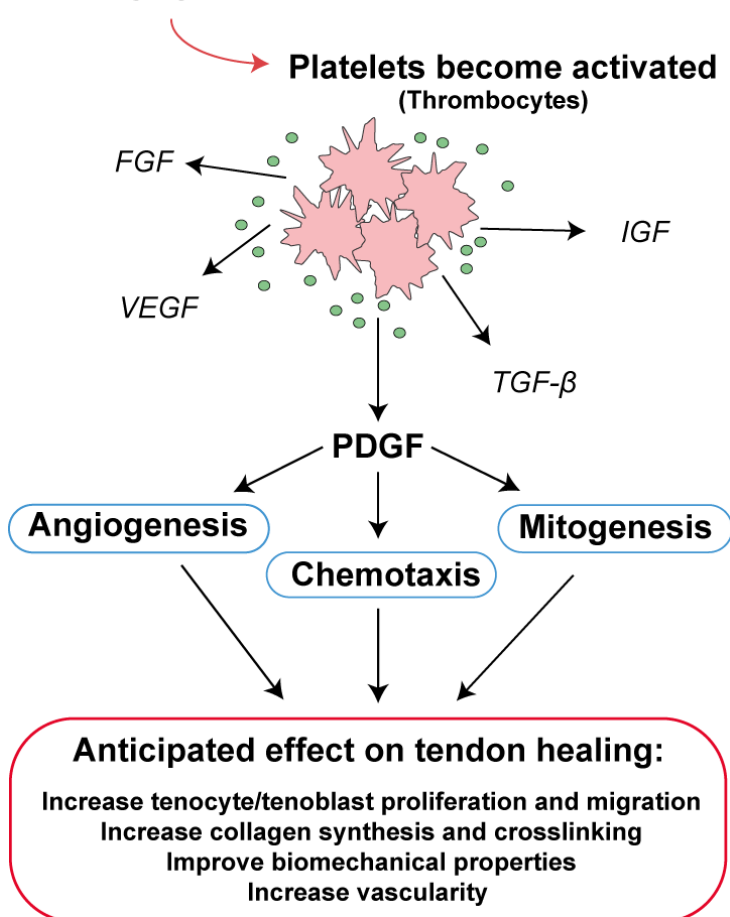 Platelets become activated
(Thrombocytes)
FGF
IGF
VEGF
TGF-β
PDGF
Angiogenesis
Mitogenesis
Chemotaxis
Anticipated effect on tendon healing:
Increase tenocyte/tenoblast proliferation and migration
Increase collagen synthesis and crosslinking
Improve biomechanical properties
Increase vascularity